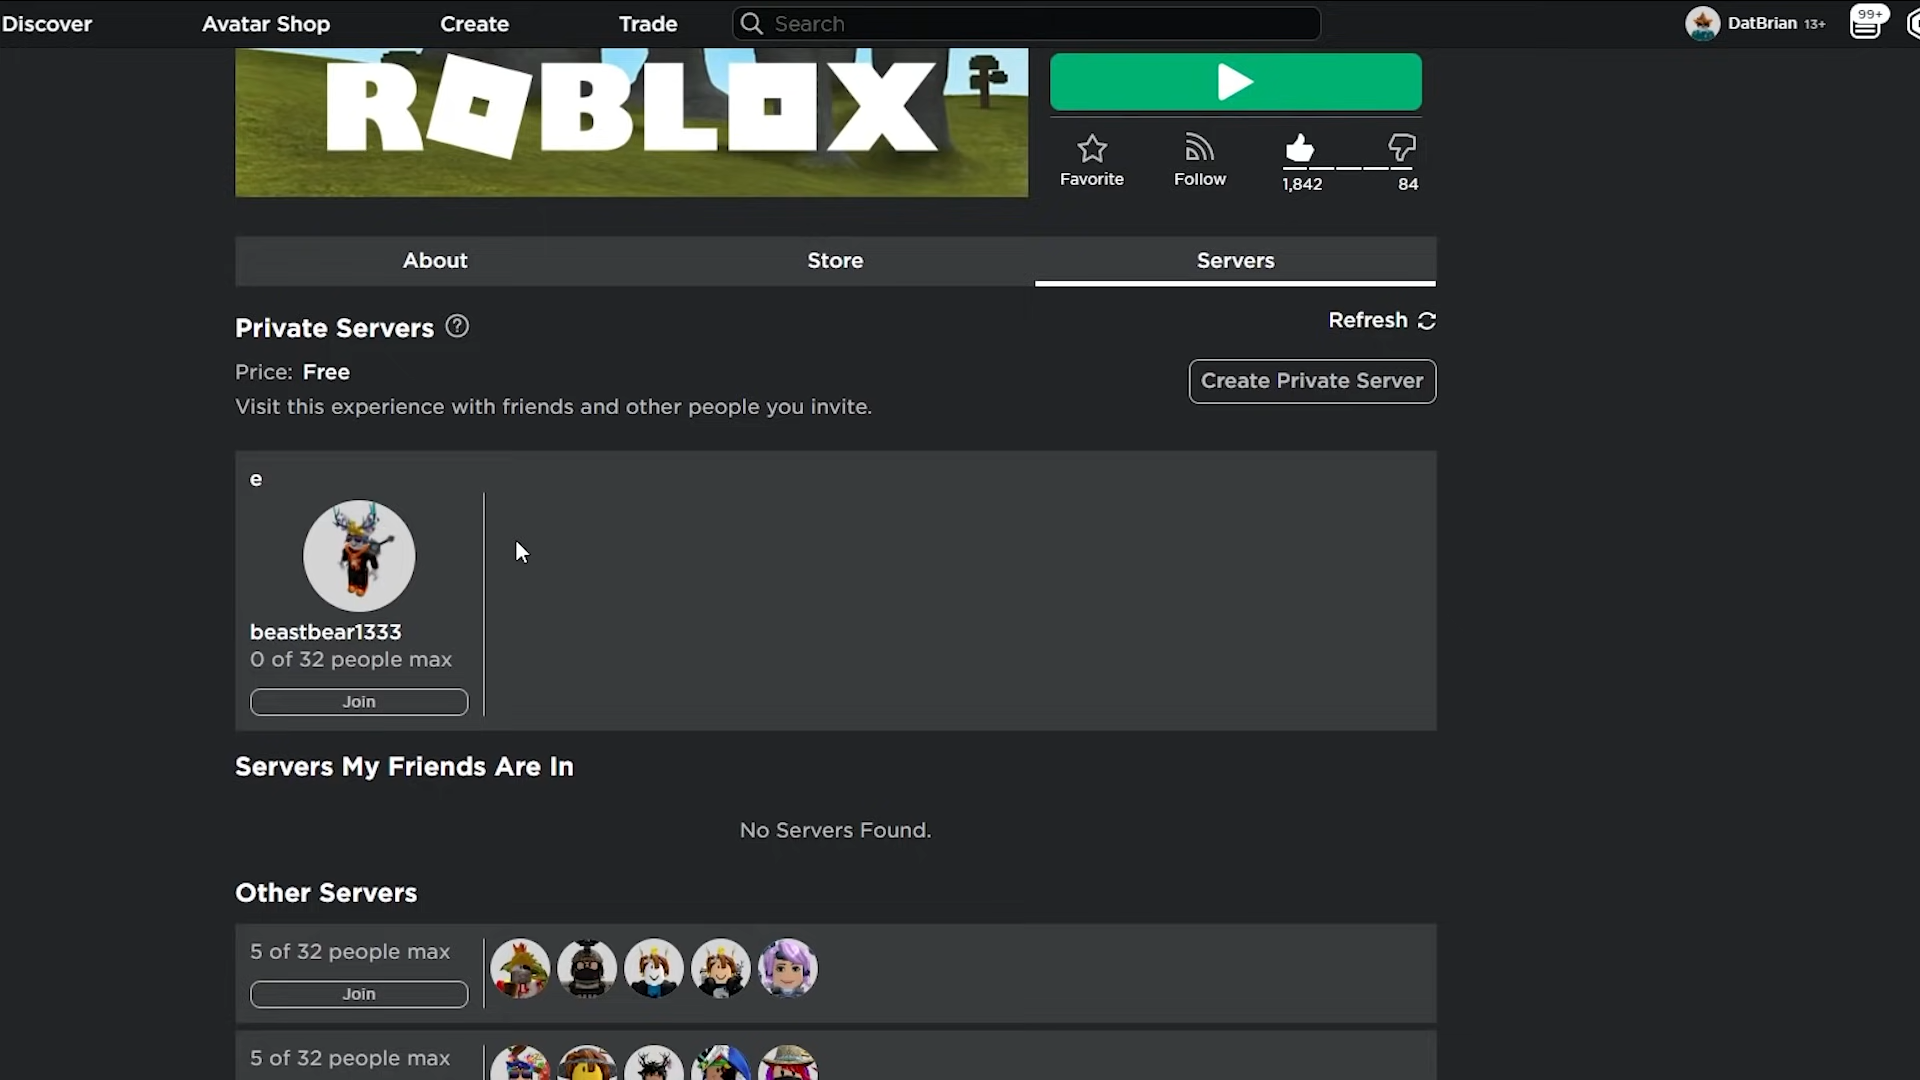 Discover
Avatar Shop
Create
Trade
Search
DatBrian 13+
99+
ROBLOX
Favorite
Follow
1,842
84
About
Store
Servers
Private Servers ?
Refresh
Price: Free
Create Private Server
Visit this experience with friends and other people you invite.
e
beastbear1333
0 of 32 people max
Join
Servers My Friends Are In
No Servers Found.
Other Servers
5 of 32 people max
Join
5 of 32 people max